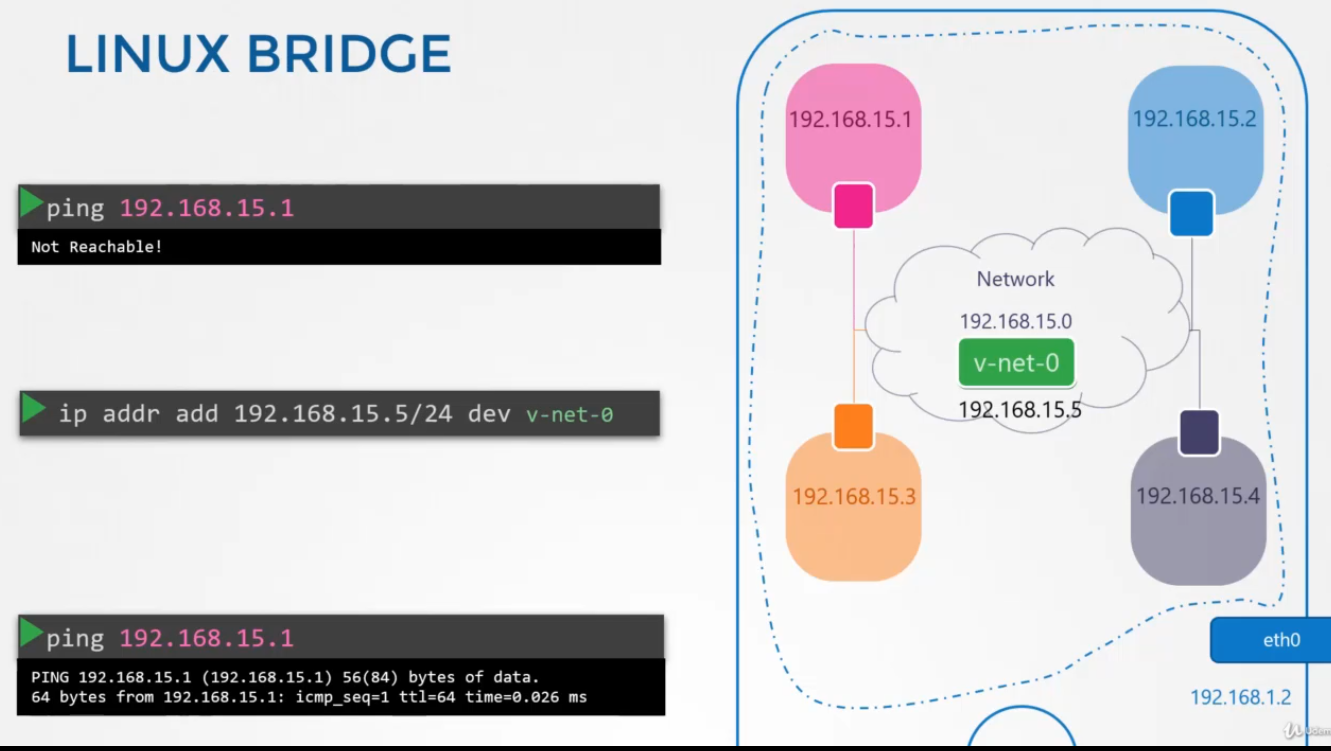 LINUX BRIDGE
ping 192.168.15.1
Not Reachable!
ip addr add 192.168.15.5/24 dev v-net-0
ping 192.168.15.1
PING 192.168.15.1 (192.168.15.1) 56(84) bytes of data.
64 bytes from 192.168.15.1: icmp_seq=1 ttl=64 time=0.026 ms
192.168.15.1
192.168.15.2
Network
192.168.15.0
v-net-0
192.168.15.5
192.168.15.3
192.168.15.4
eth0
192.168.1.2